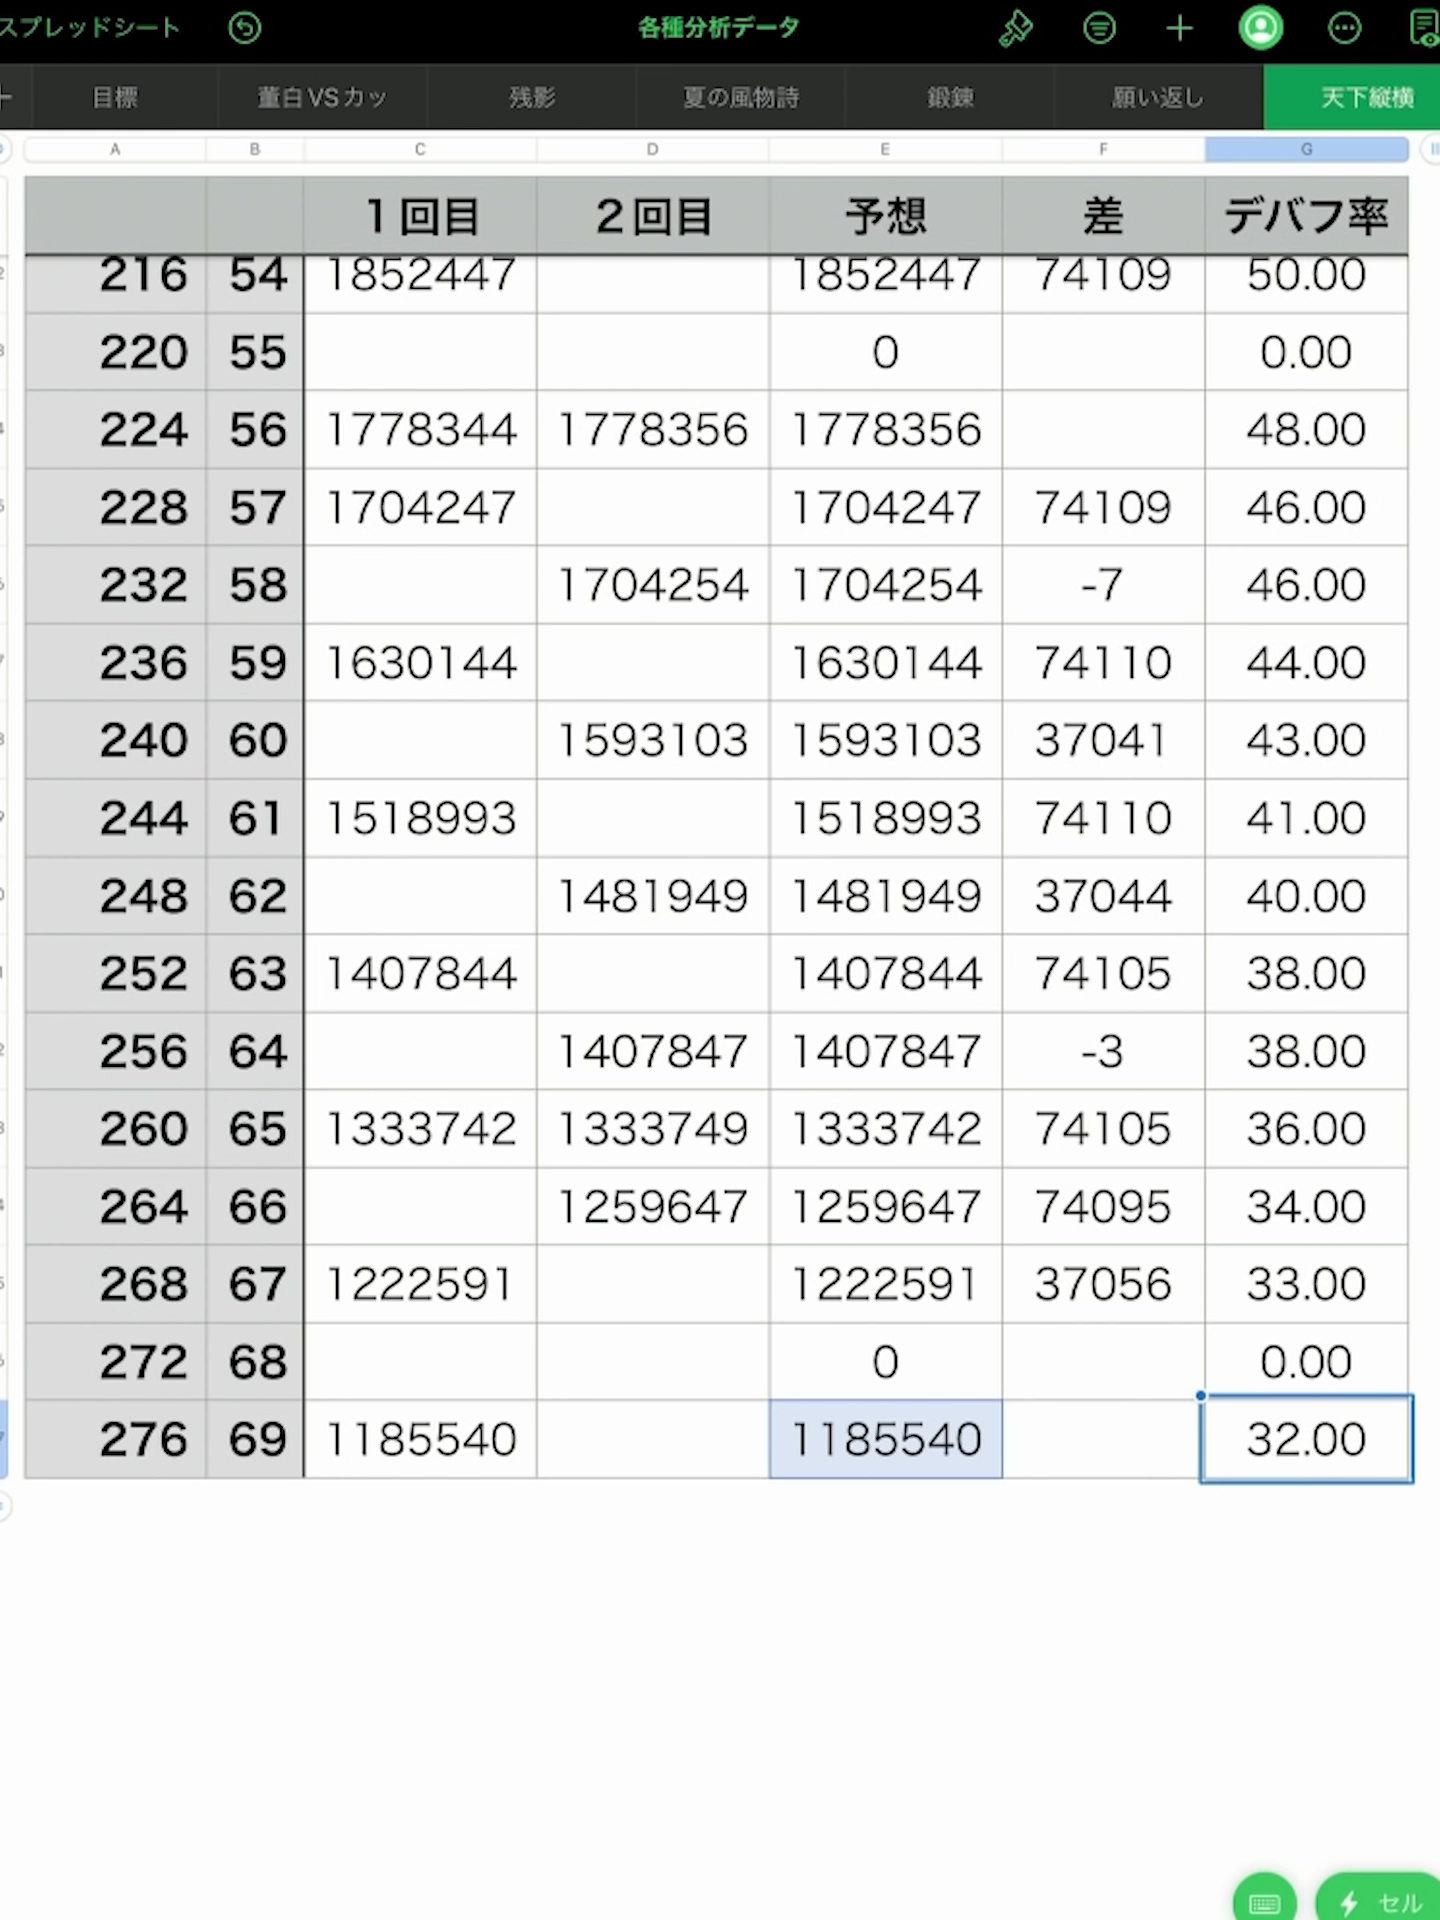 スプレッドシート 各種分析データ
目標 董白VSカッ 残影 夏の風物詩 鍛錬 願い返し 天下縦横
A B C D E F G
1回目 2回目 予想 差 デバフ率
216 54 1852447 1852447 74109 50.00
220 55 0 0.00
224 56 1778344 1778356 1778356 48.00
228 57 1704247 1704247 74109 46.00
232 58 1704254 1704254 -7 46.00
236 59 1630144 1630144 74110 44.00
240 60 1593103 1593103 37041 43.00
244 61 1518993 1518993 74110 41.00
248 62 1481949 1481949 37044 40.00
252 63 1407844 1407844 74105 38.00
256 64 1407847 1407847 -3 38.00
260 65 1333742 1333749 1333742 74105 36.00
264 66 1259647 1259647 74095 34.00
268 67 1222591 1222591 37056 33.00
272 68 0 0.00
276 69 1185540 1185540 32.00
セル